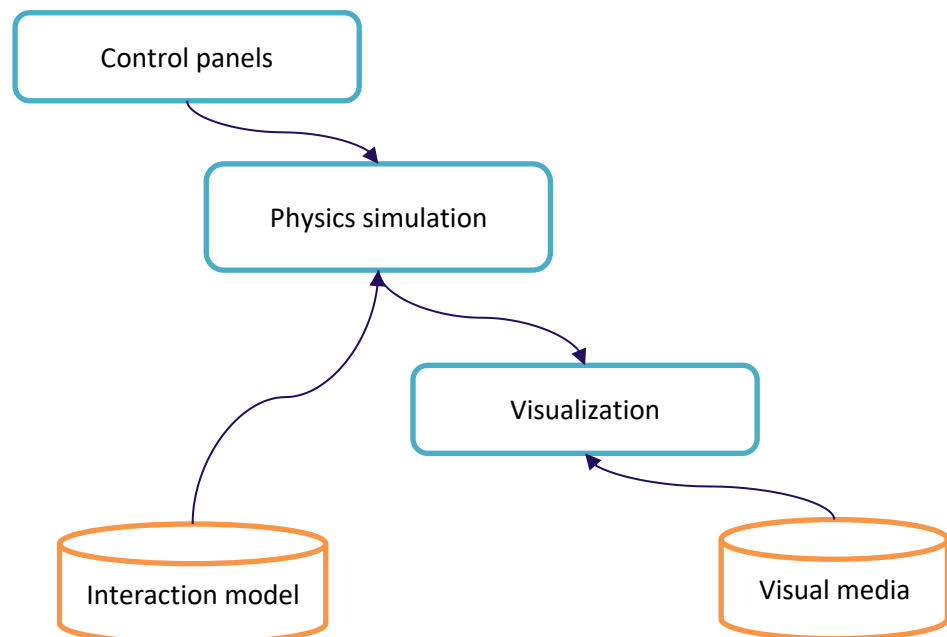 Control panels
Physics simulation
Visualization
Interaction model
Visual media